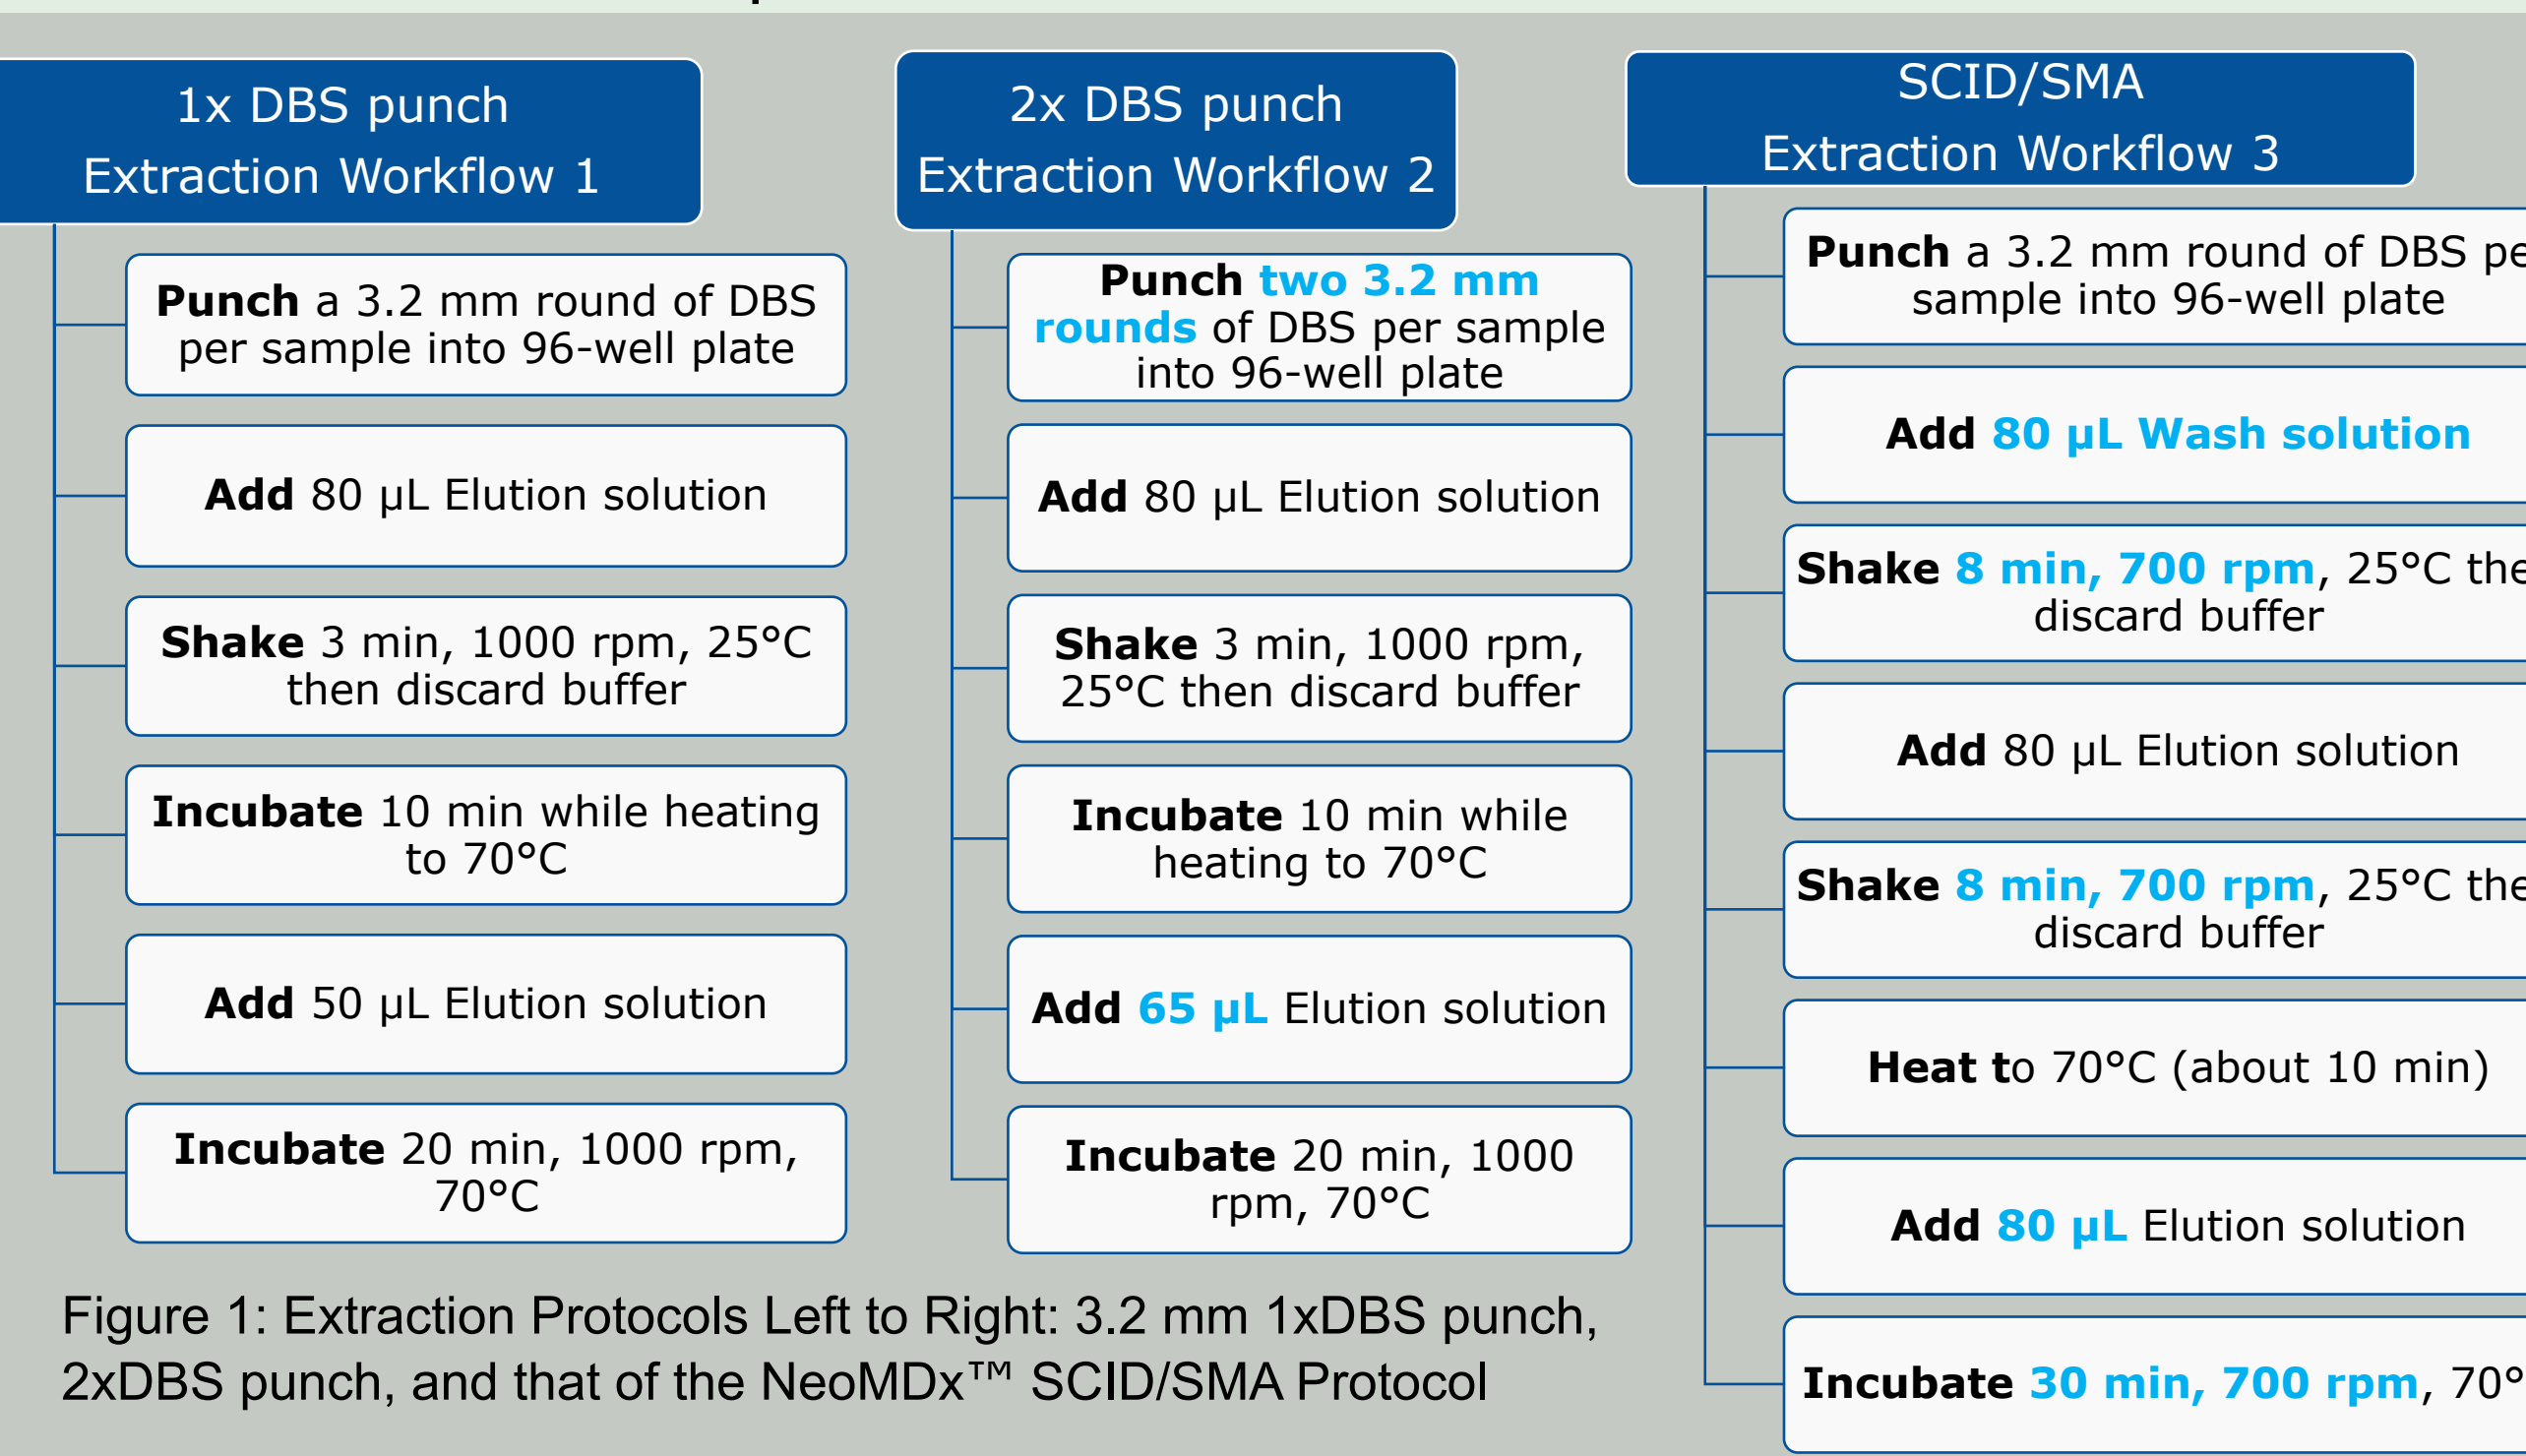 1x DBS punch
Extraction Workflow 1
Punch a 3.2 mm round of DBS
per sample into 96-well plate
Add 80 µL Elution solution
Shake 3 min, 1000 rpm, 25°C
then discard buffer
Incubate 10 min while heating
to 70°C
Add 50 µL Elution solution
Incubate 20 min, 1000 rpm,
70°C
2x DBS punch
Extraction Workflow 2
Punch two 3.2 mm
rounds of DBS per sample
into 96-well plate
Add 80 µL Elution solution
Shake 3 min, 1000 rpm,
25°C then discard buffer
Incubate 10 min while
heating to 70°C
Add 65 µL Elution solution
Incubate 20 min, 1000
rpm, 70°C
SCID/SMA
Extraction Workflow 3
Punch a 3.2 mm round of DBS
sample into 96-well plate
Add 80 µL Wash solution
Shake 8 min, 700 rpm, 25°C
discard buffer
Add 80 µL Elution solution
Shake 8 min, 700 rpm, 25°C
discard buffer
Heat to 70°C (about 10 min)
Add 80 µL Elution solution
Incubate 30 min, 700 rpm, 70°
Figure 1: Extraction Protocols Left to Right: 3.2 mm 1xDBS punch,
2xDBS punch, and that of the NeoMDx™ SCID/SMA Protocol